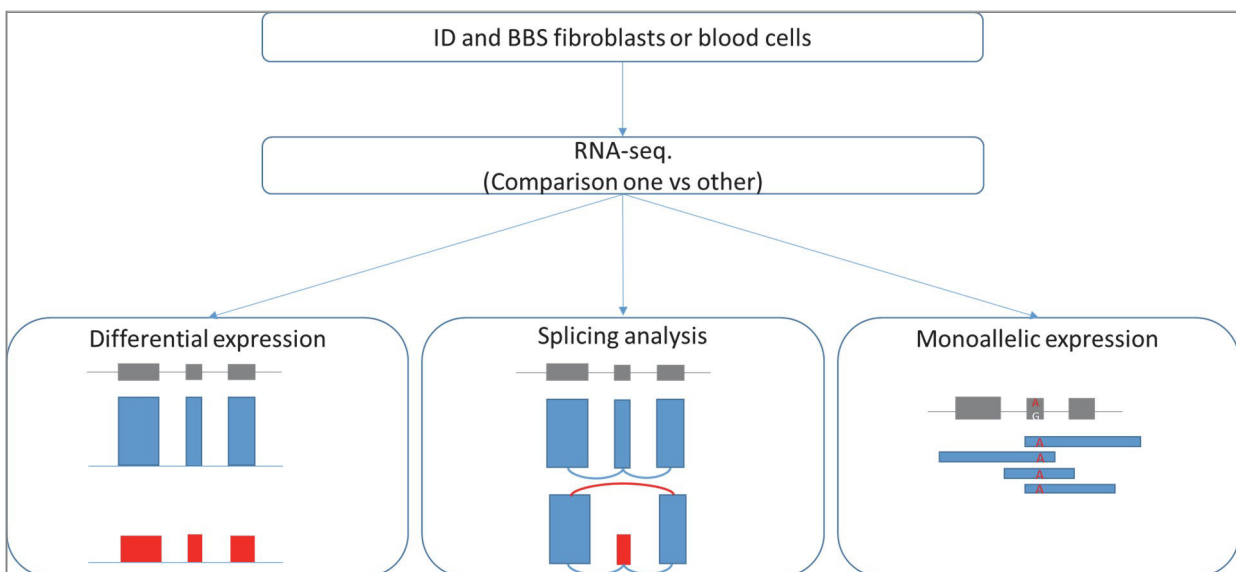 ID and BBS fibroblasts or blood cells
RNA-seq.
(Comparison one vs other)
Differential expression
Splicing analysis
Monoallelic expression
A
G
A
A
A
A